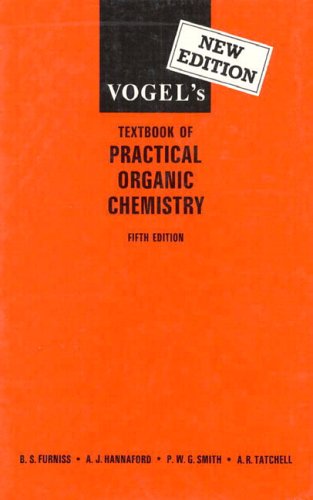 NEW
EDITION
VOGEL's
TEXTBOOK OF
PRACTICAL
ORGANIC
CHEMISTRY
FIFTH EDITION
B. S. FURNISS • A. J. HANNAFORD • P. W. G. SMITH • A. R. TATCHELL